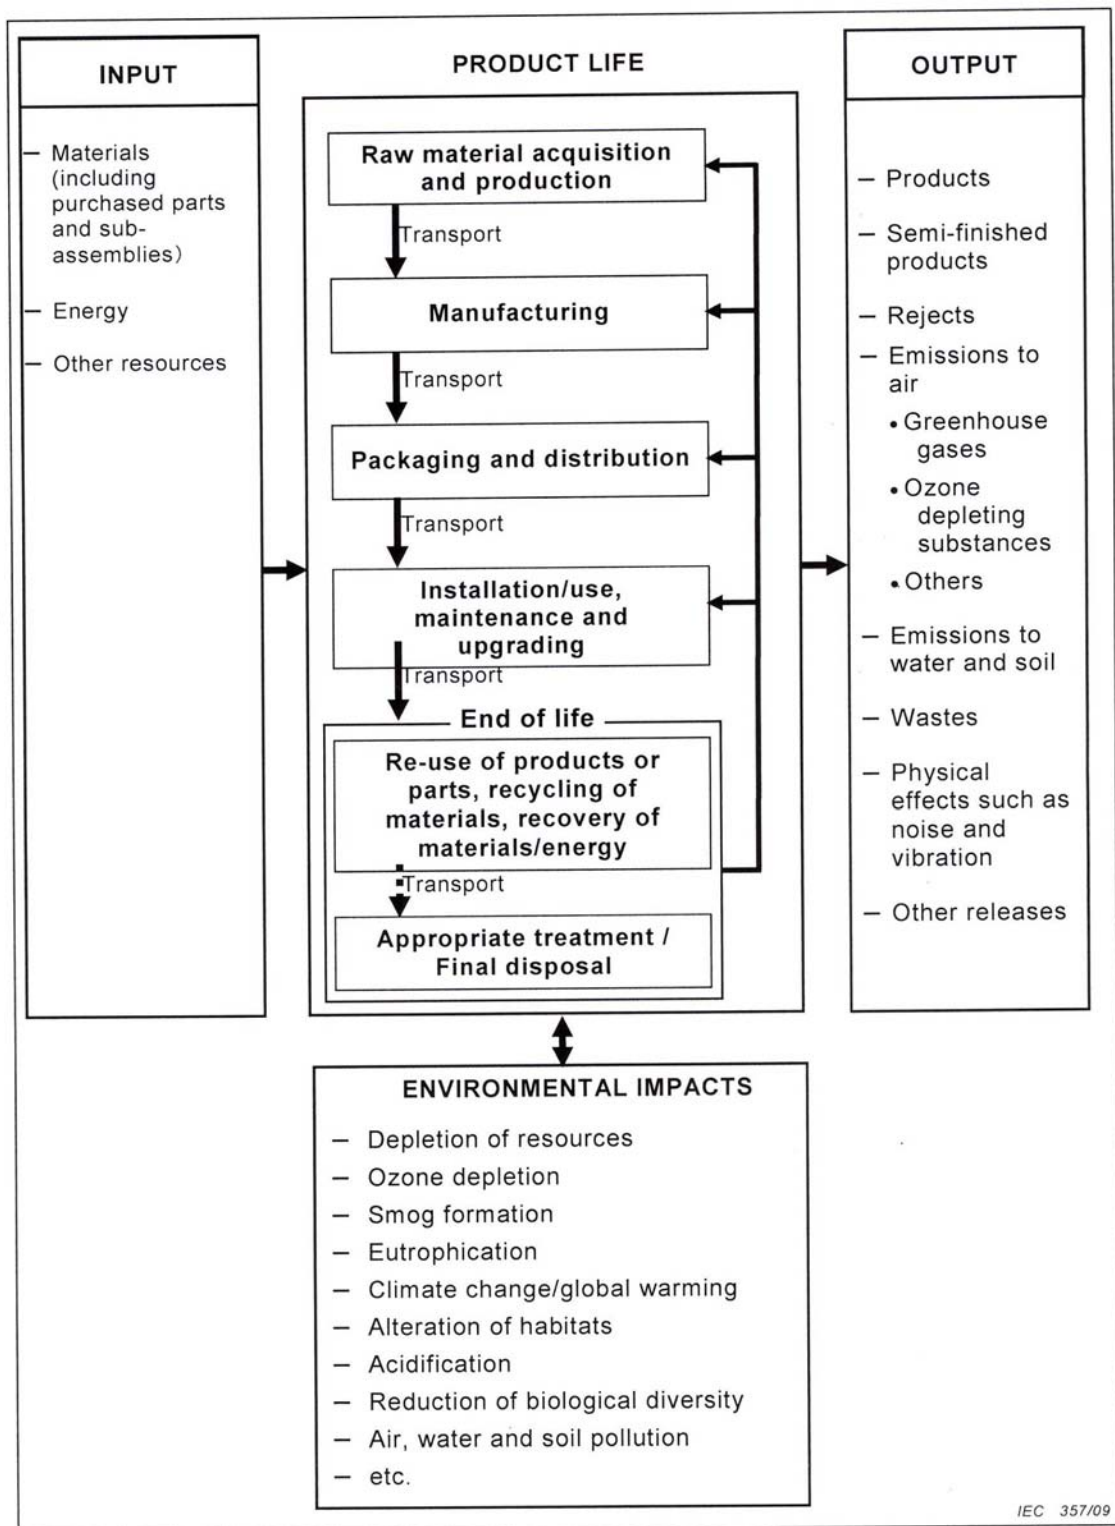 INPUT
— Materials
(including
purchased parts
and sub-
assemblies)
— Energy
— Other resources
PRODUCT LIFE
Raw material acquisition
and production
Transport
Manufacturing
Transport
Packaging and distribution
Transport
Installation/use,
maintenance and
upgrading
Transport
End of life
Re-use of products or
parts, recycling of
materials, recovery of
materials/energy
Transport
Appropriate treatment /
Final disposal
OUTPUT
— Products
— Semi-finished
products
— Rejects
— Emissions to
air
• Greenhouse
gases
• Ozone
depleting
substances
• Others
— Emissions to
water and soil
— Wastes
— Physical
effects such as
noise and
vibration
— Other releases
ENVIRONMENTAL IMPACTS
— Depletion of resources
— Ozone depletion
— Smog formation
— Eutrophication
— Climate change/global warming
— Alteration of habitats
— Acidification
— Reduction of biological diversity
— Air, water and soil pollution
— etc.
IEC 357/09